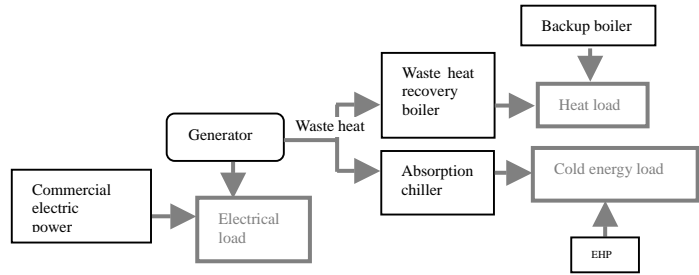 Backup boiler
Waste heat
recovery
boiler
Heat load
Generator
Waste heat
Absorption
chiller
Cold energy load
Commercial
electric
power
Electrical
load
EHP